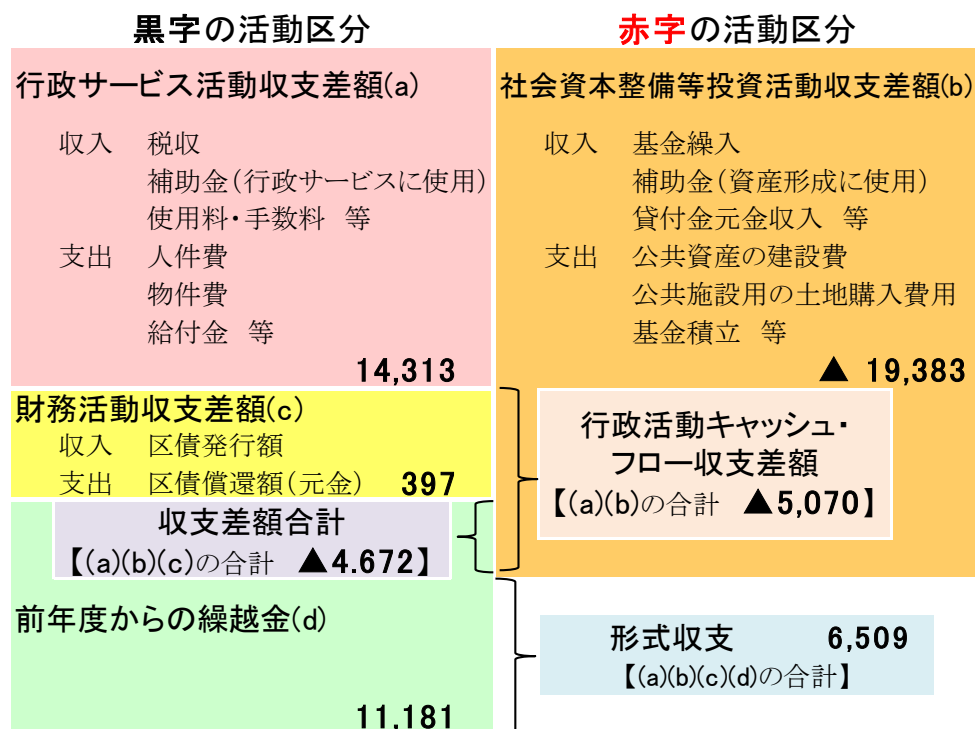 黒字の活動区分
行政サービス活動収支差額(a)
収入 税収
補助金(行政サービスに使用)
使用料・手数料 等
支出 人件費
物件費
給付金 等
14,313
赤字の活動区分
社会資本整備等投資活動収支差額(b)
収入 基金繰入
補助金(資産形成に使用)
貸付金元金収入 等
支出 公共資産の建設費
公共施設用の土地購入費用
基金積立 等
▲ 19,383
財務活動収支差額(c)
収入 区債発行額
支出 区債償還額(元金) 397
行政活動キャッシュ・
フロー収支差額
【(a)(b)の合計 ▲5,070】
収支差額合計
【(a)(b)(c)の合計 ▲4.672】
前年度からの繰越金(d)
11,181
形式収支 6,509
【(a)(b)(c)(d)の合計】